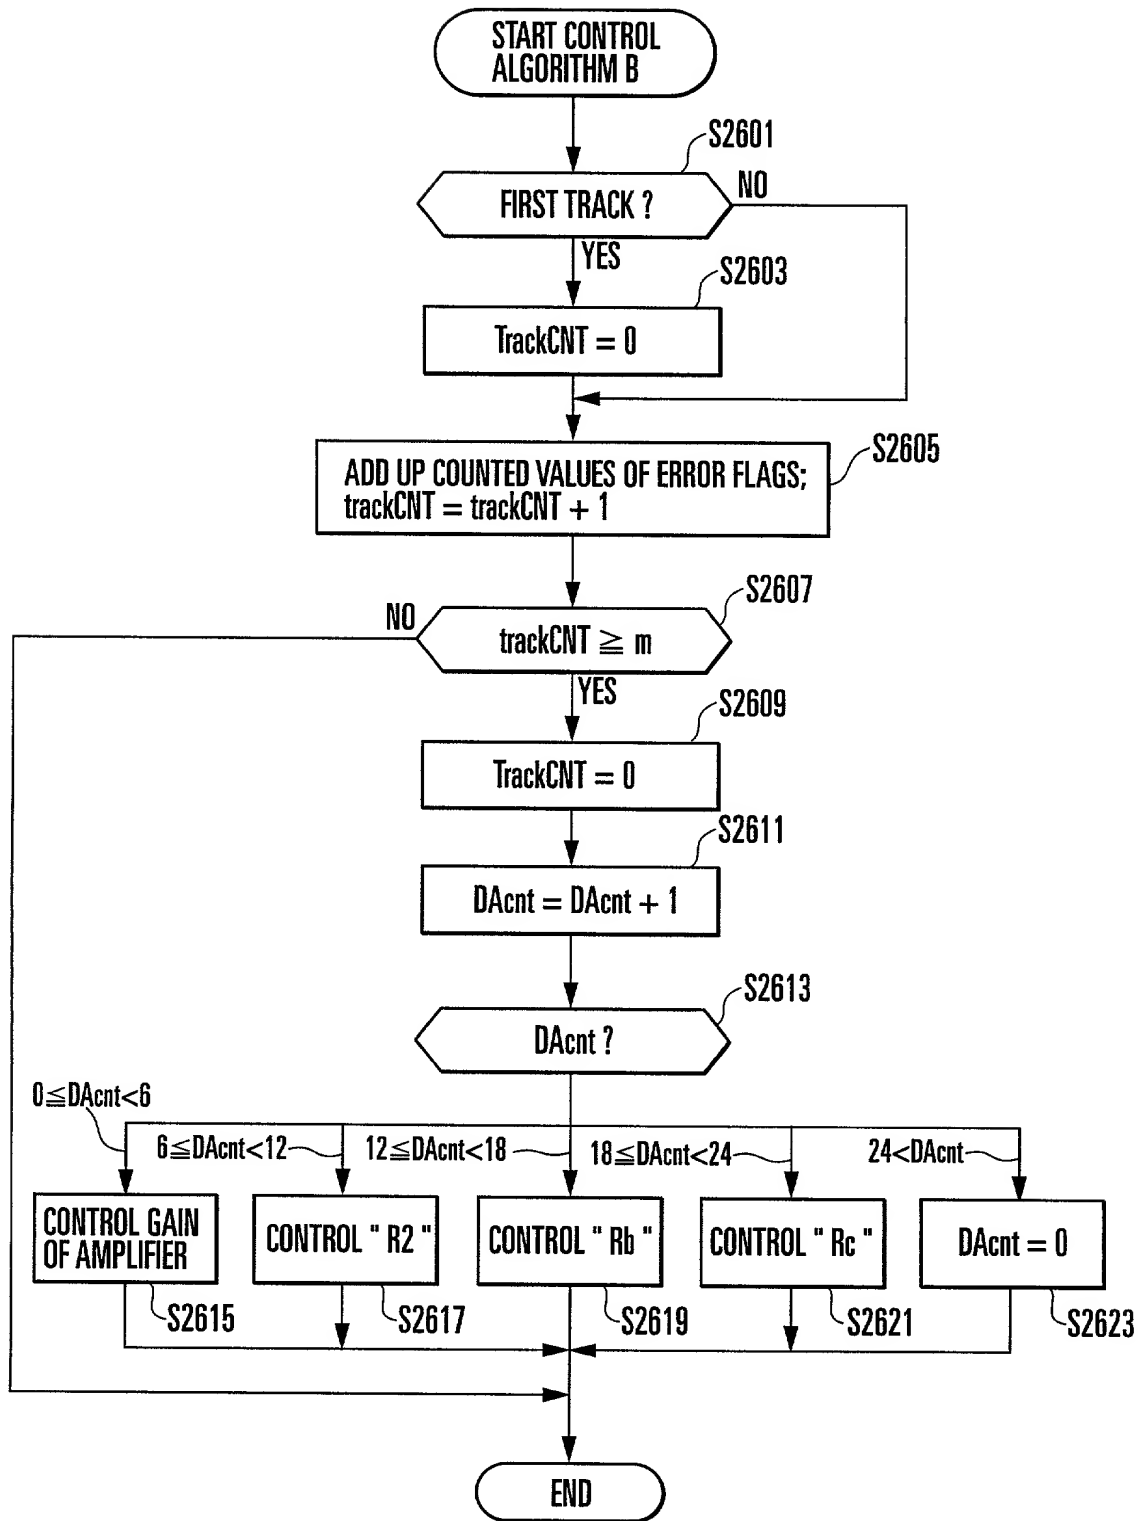 START CONTROL
ALGORITHM B
S2601
FIRST TRACK ?
NO
YES
S2603
TrackCNT = 0
S2605
ADD UP COUNTED VALUES OF ERROR FLAGS;
trackCNT = trackCNT + 1
S2607
NO
trackCNT ≧ m
YES
S2609
TrackCNT = 0
S2611
DAcnt = DAcnt + 1
S2613
DAcnt ?
0≦DAcnt<6
6≦DAcnt<12
12≦DAcnt<18
18≦DAcnt<24
24<DAcnt
CONTROL GAIN
OF AMPLIFIER
CONTROL " R2 "
CONTROL " Rb "
CONTROL " Rc "
DAcnt = 0
S2615
S2617
S2619
S2621
S2623
END